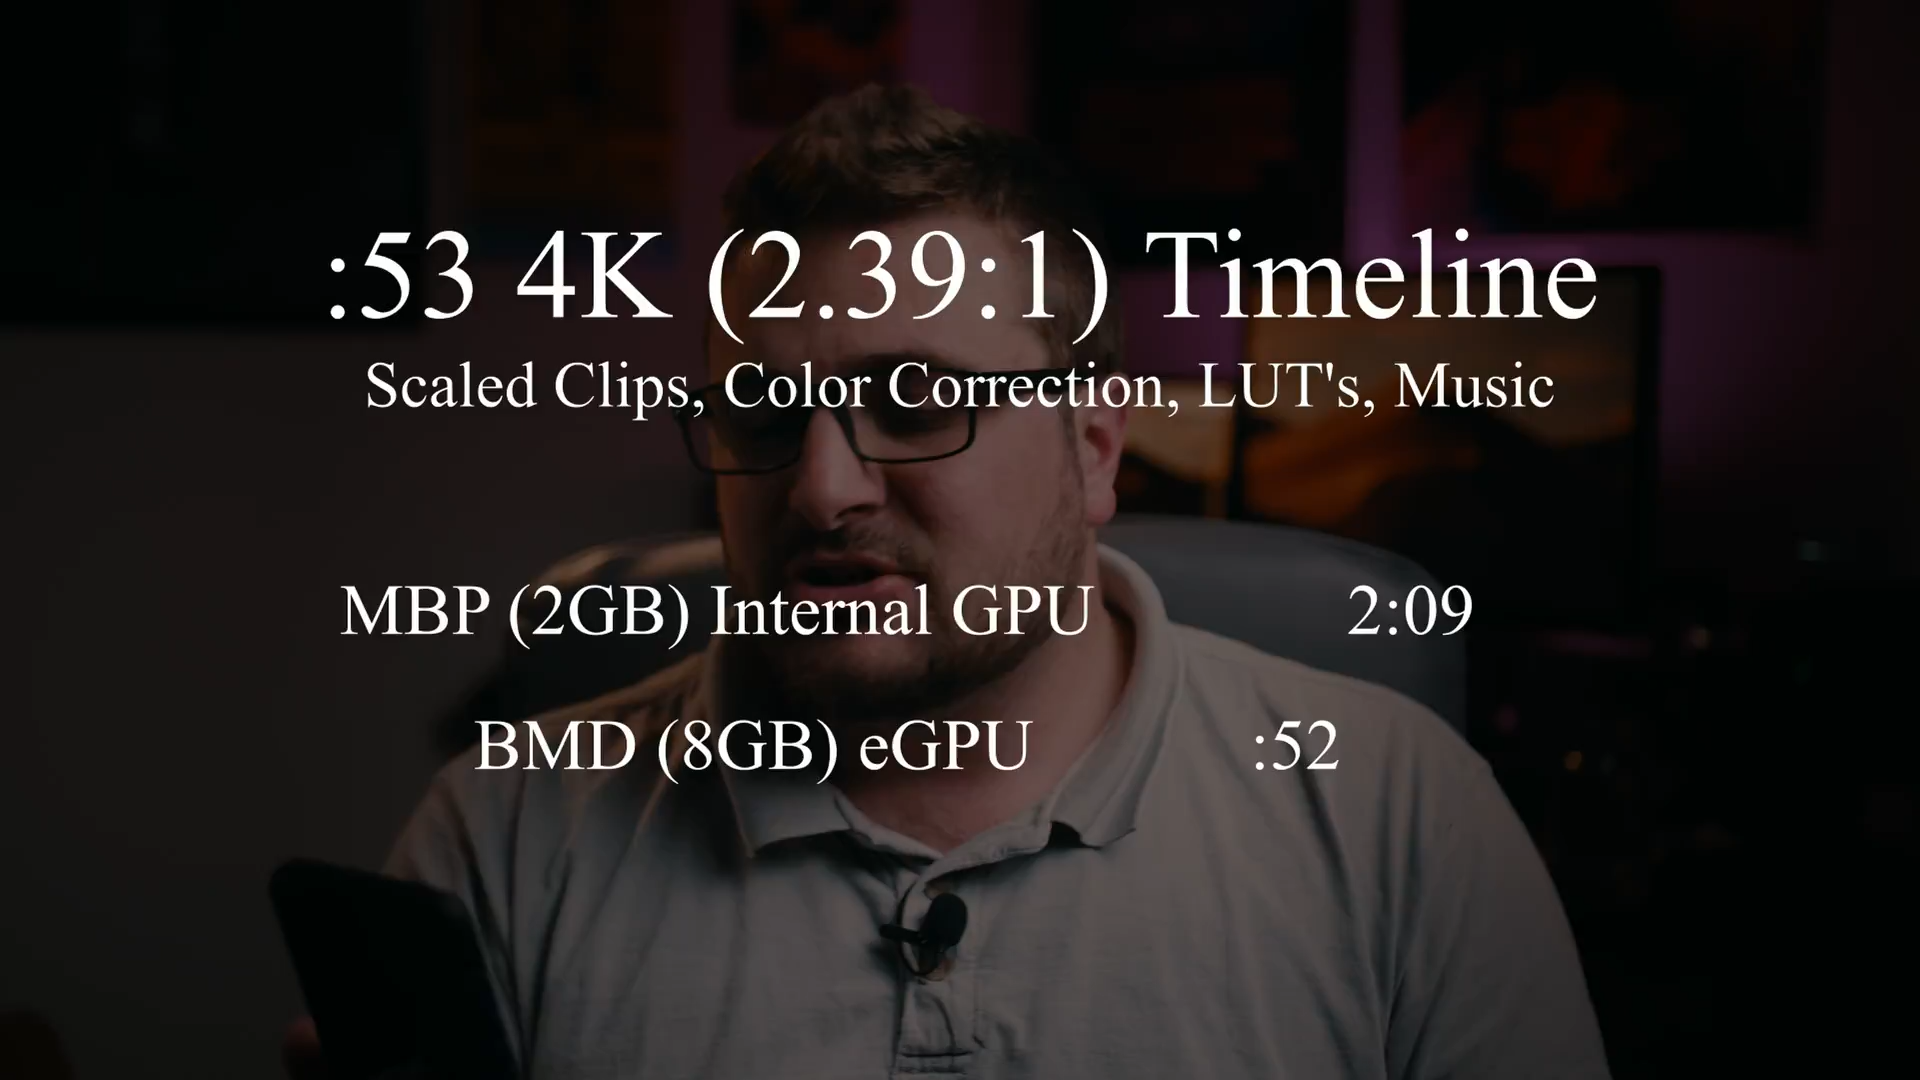 :53 4K (2.39:1) Timeline
Scaled Clips, Color Correction, LUT's, Music
MBP (2GB) Internal GPU 2:09
BMD (8GB) eGPU :52